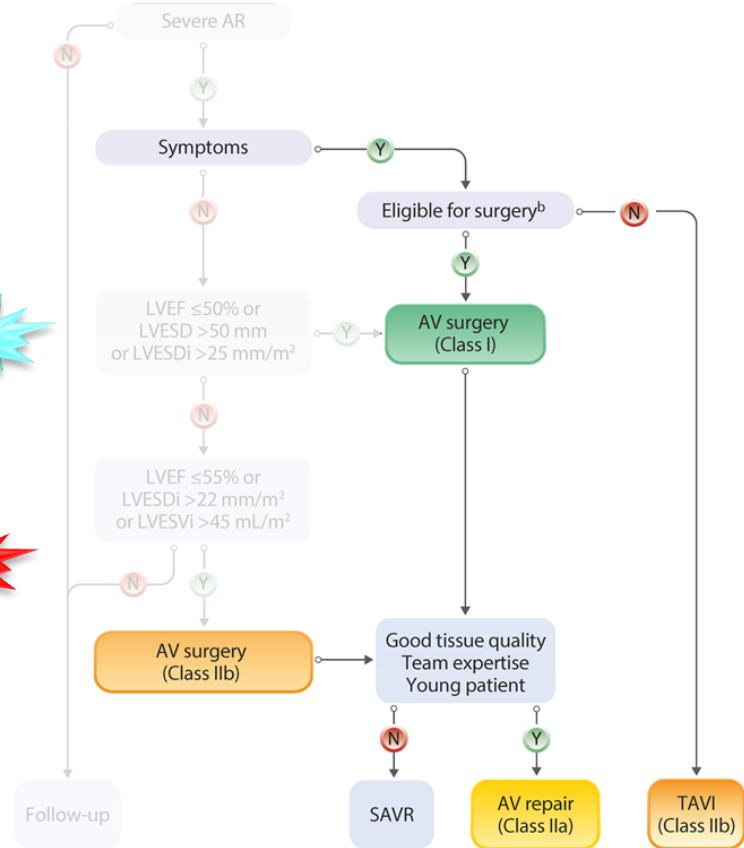 Severe AR
N
Y
Symptoms
Y
N
Eligible for surgeryᵇ
N
Y
LVEF ≤50% or
LVESD >50 mm
or LVESDi >25 mm/m²
Y
AV surgery
(Class I)
N
LVEF ≤55% or
LVESDi >22 mm/m²
or LVESVi >45 mL/m²
N
Y
AV surgery
(Class IIb)
Good tissue quality
Team expertise
Young patient
N
Y
Follow-up
SAVR
AV repair
(Class IIa)
TAVI
(Class IIb)